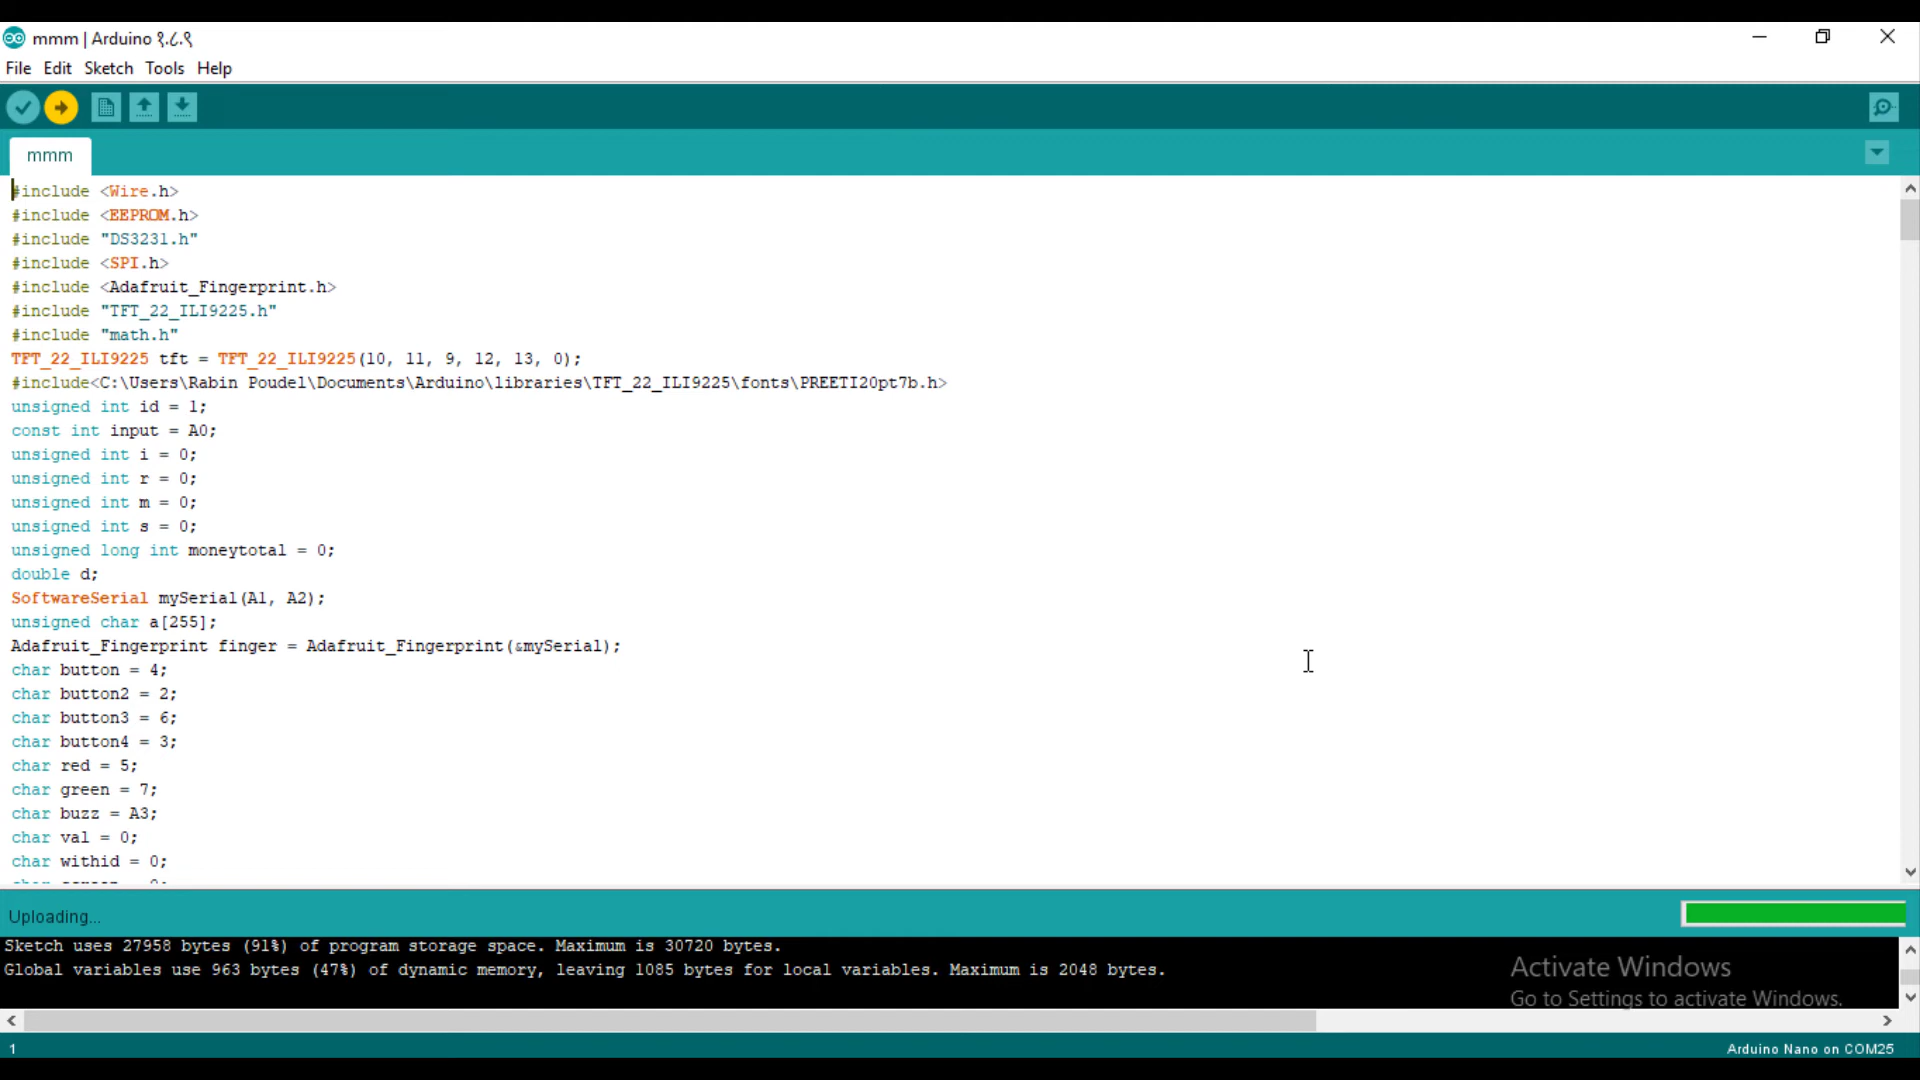 mmm | Arduino १.८.९
File Edit Sketch Tools Help
mmm
#include <Wire.h>
#include <EEPROM.h>
#include "DS3231.h"
#include <SPI.h>
#include <Adafruit_Fingerprint.h>
#include "TFT_22_ILI9225.h"
#include "math.h"
TFT_22_ILI9225 tft = TFT_22_ILI9225(10, 11, 9, 12, 13, 0);
#include<C:\Users\Rabin Poudel\Documents\Arduino\libraries\TFT_22_ILI9225\fonts\PREETI20pt7b.h>
unsigned int id = 1;
const int input = A0;
unsigned int i = 0;
unsigned int r = 0;
unsigned int m = 0;
unsigned int s = 0;
unsigned long int moneytotal = 0;
double d;
SoftwareSerial mySerial(A1, A2);
unsigned char a[255];
Adafruit_Fingerprint finger = Adafruit_Fingerprint(&mySerial);
char button = 4;
char button2 = 2;
char button3 = 6;
char button4 = 3;
char red = 5;
char green = 7;
char buzz = A3;
char val = 0;
char withid = 0;
Uploading...
Sketch uses 27958 bytes (91%) of program storage space. Maximum is 30720 bytes.
Global variables use 963 bytes (47%) of dynamic memory, leaving 1085 bytes for local variables. Maximum is 2048 bytes.
Activate Windows
Go to Settings to activate Windows.
1
Arduino Nano on COM25